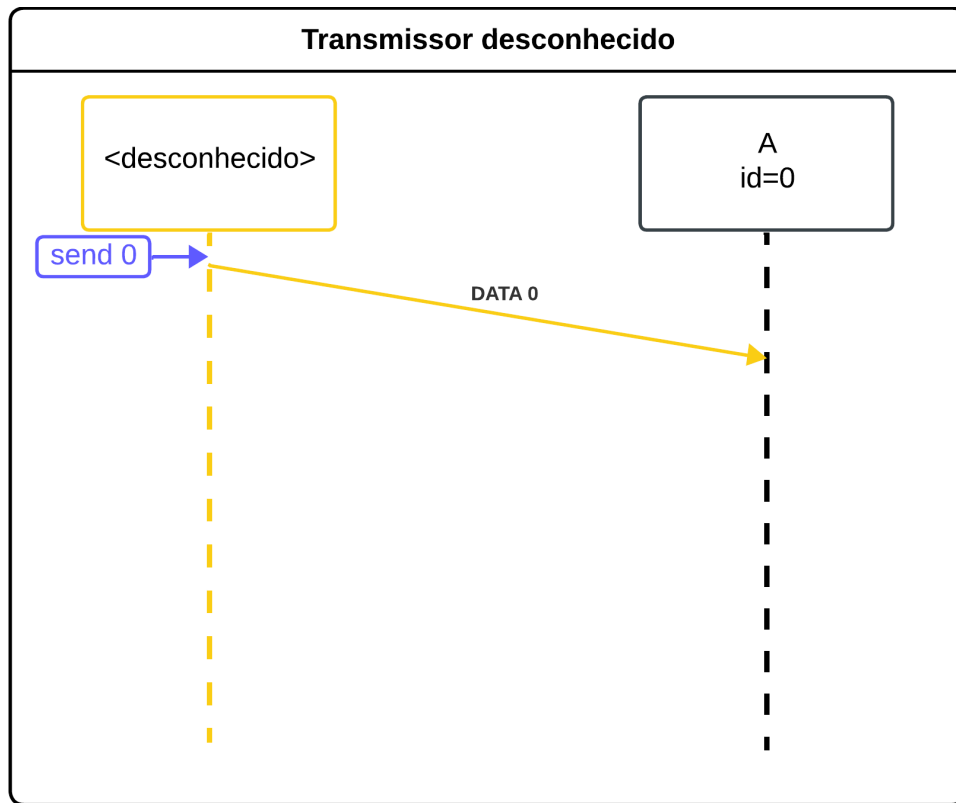 Transmissor desconhecido
<desconhecido>
A
id=0
send 0
DATA 0